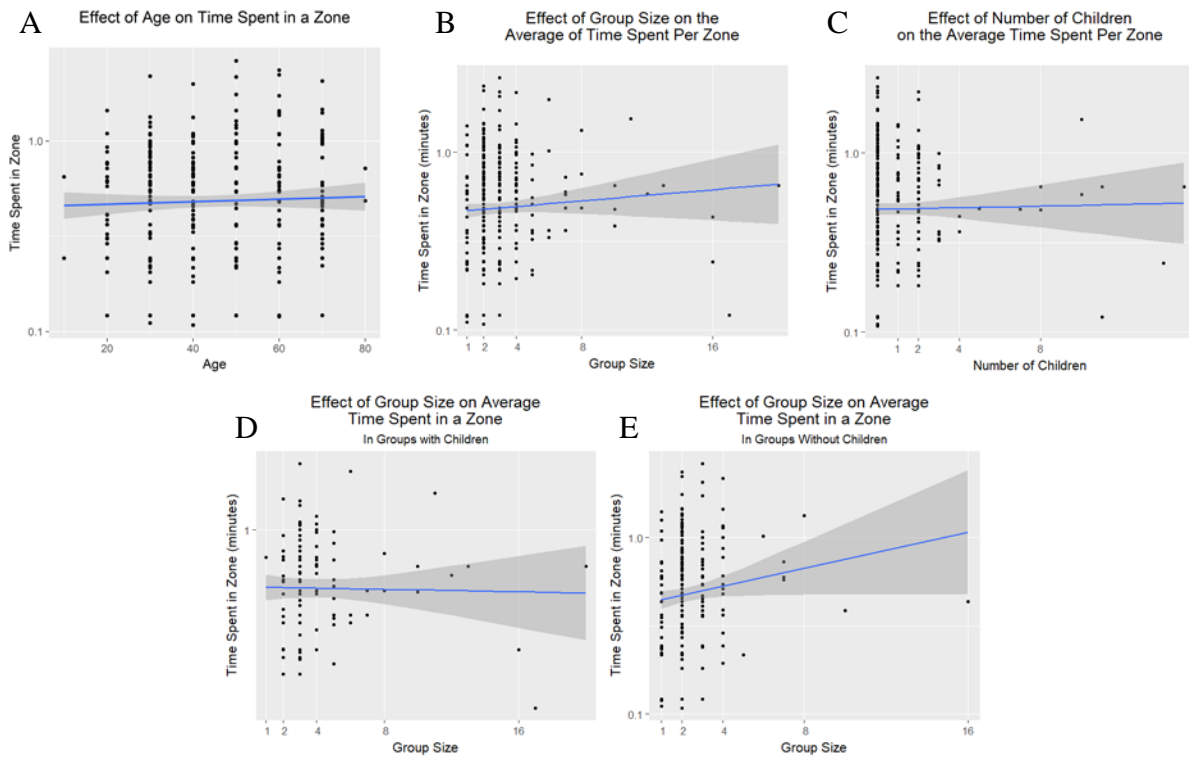 A
Effect of Age on Time Spent in a Zone
Time Spent in Zone
1.0
0.1
20
40
60
80
Age
B
Effect of Group Size on the
Average of Time Spent Per Zone
Time Spent in Zone (minutes)
1.0
0.1
1
2
4
8
16
Group Size
C
Effect of Number of Children
on the Average Time Spent Per Zone
Time Spent in Zone (minutes)
1.0
0.1
1
2
4
8
Number of Children
D
Effect of Group Size on Average
Time Spent in a Zone
In Groups with Children
Time Spent in Zone (minutes)
1
1
2
4
8
16
Group Size
E
Effect of Group Size on Average
Time Spent in a Zone
In Groups Without Children
Time Spent in Zone (minutes)
1.0
0.1
1
2
4
8
16
Group Size